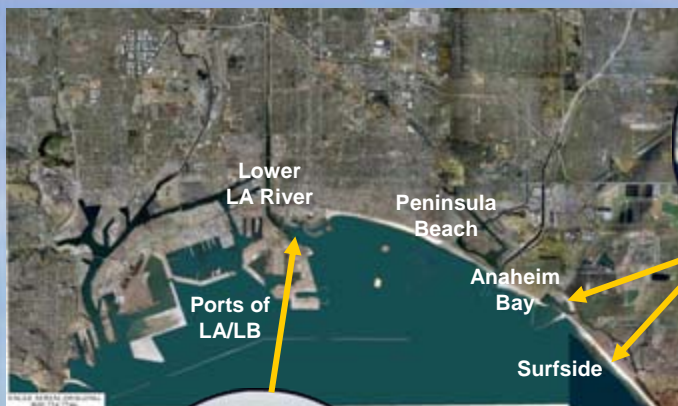 Lower
LA River
Peninsula
Beach
Anaheim
Bay
Ports of
LA/LB
Surfside